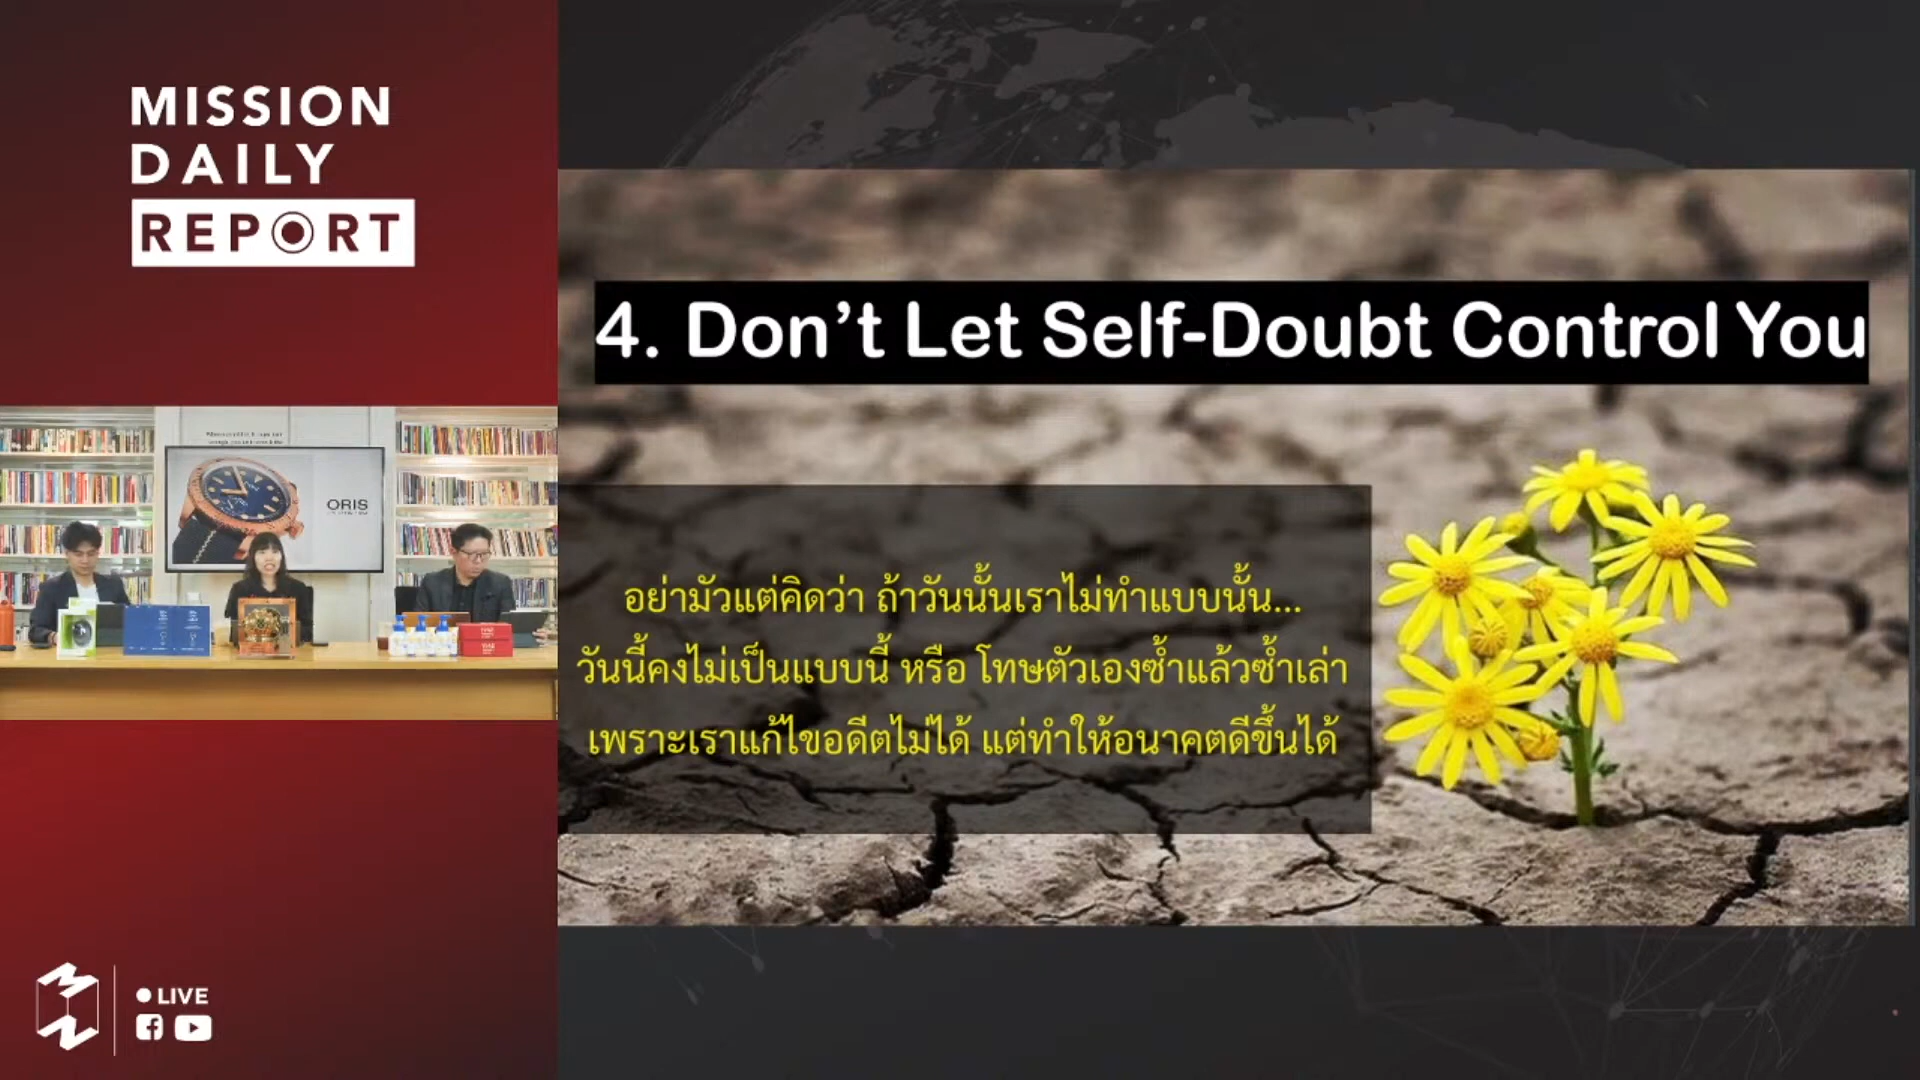 MISSION
DAILY
REPORT
4. Don’t Let Self-Doubt Control You
ORIS
อย่ามัวแต่คิดว่า ถ้าวันนั้นเราไม่ทำแบบนั้น...
วันนี้คงไม่เป็นแบบนี้ หรือ โทษตัวเองซ้ำแล้วซ้ำเล่า
เพราะเราแก้ไขอดีตไม่ได้ แต่ทำให้อนาคตดีขึ้นได้
LIVE